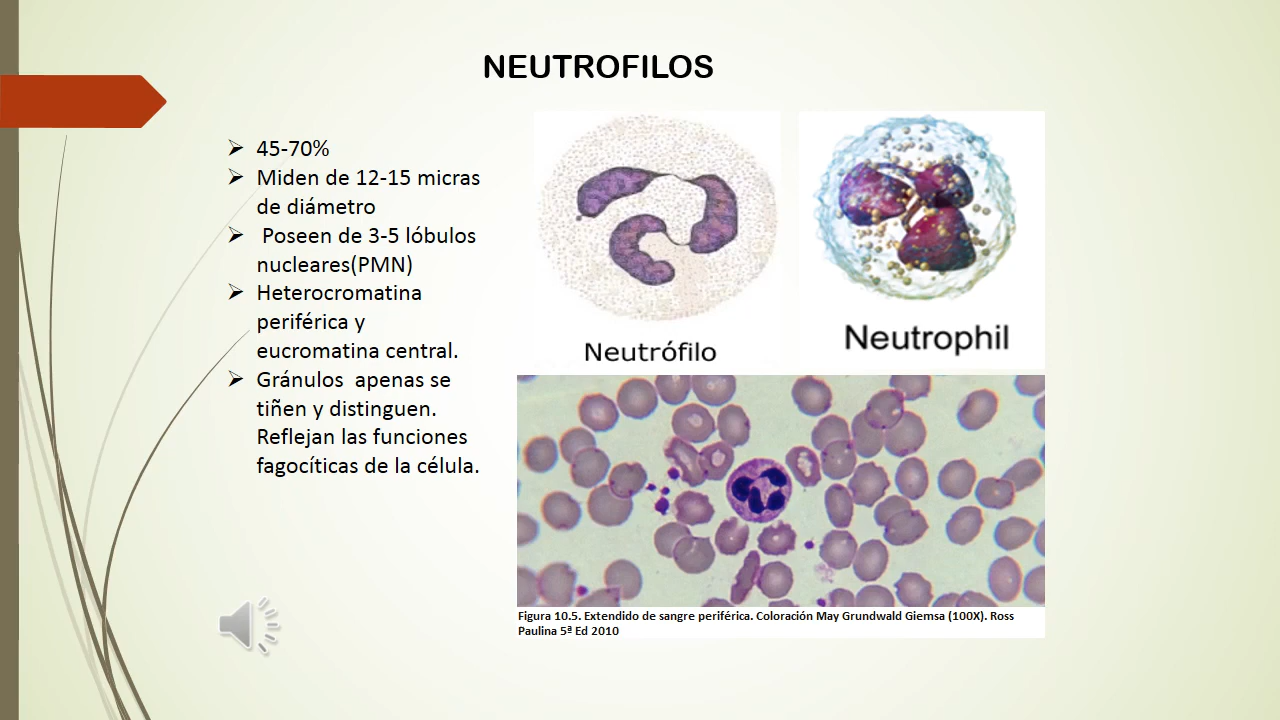 NEUTROFILOS
45-70%
Miden de 12-15 micras
de diámetro
Poseen de 3-5 lóbulos
nucleares(PMN)
Heterocromatina
periférica y
eucromatina central.
Gránulos apenas se
tiñen y distinguen.
Reflejan las funciones
fagocíticas de la célula.
Neutrófilo
Neutrophil
Figura 10.5. Extendido de sangre periférica. Coloración May Grundwald Giemsa (100X). Ross
Paulina 5ª Ed 2010